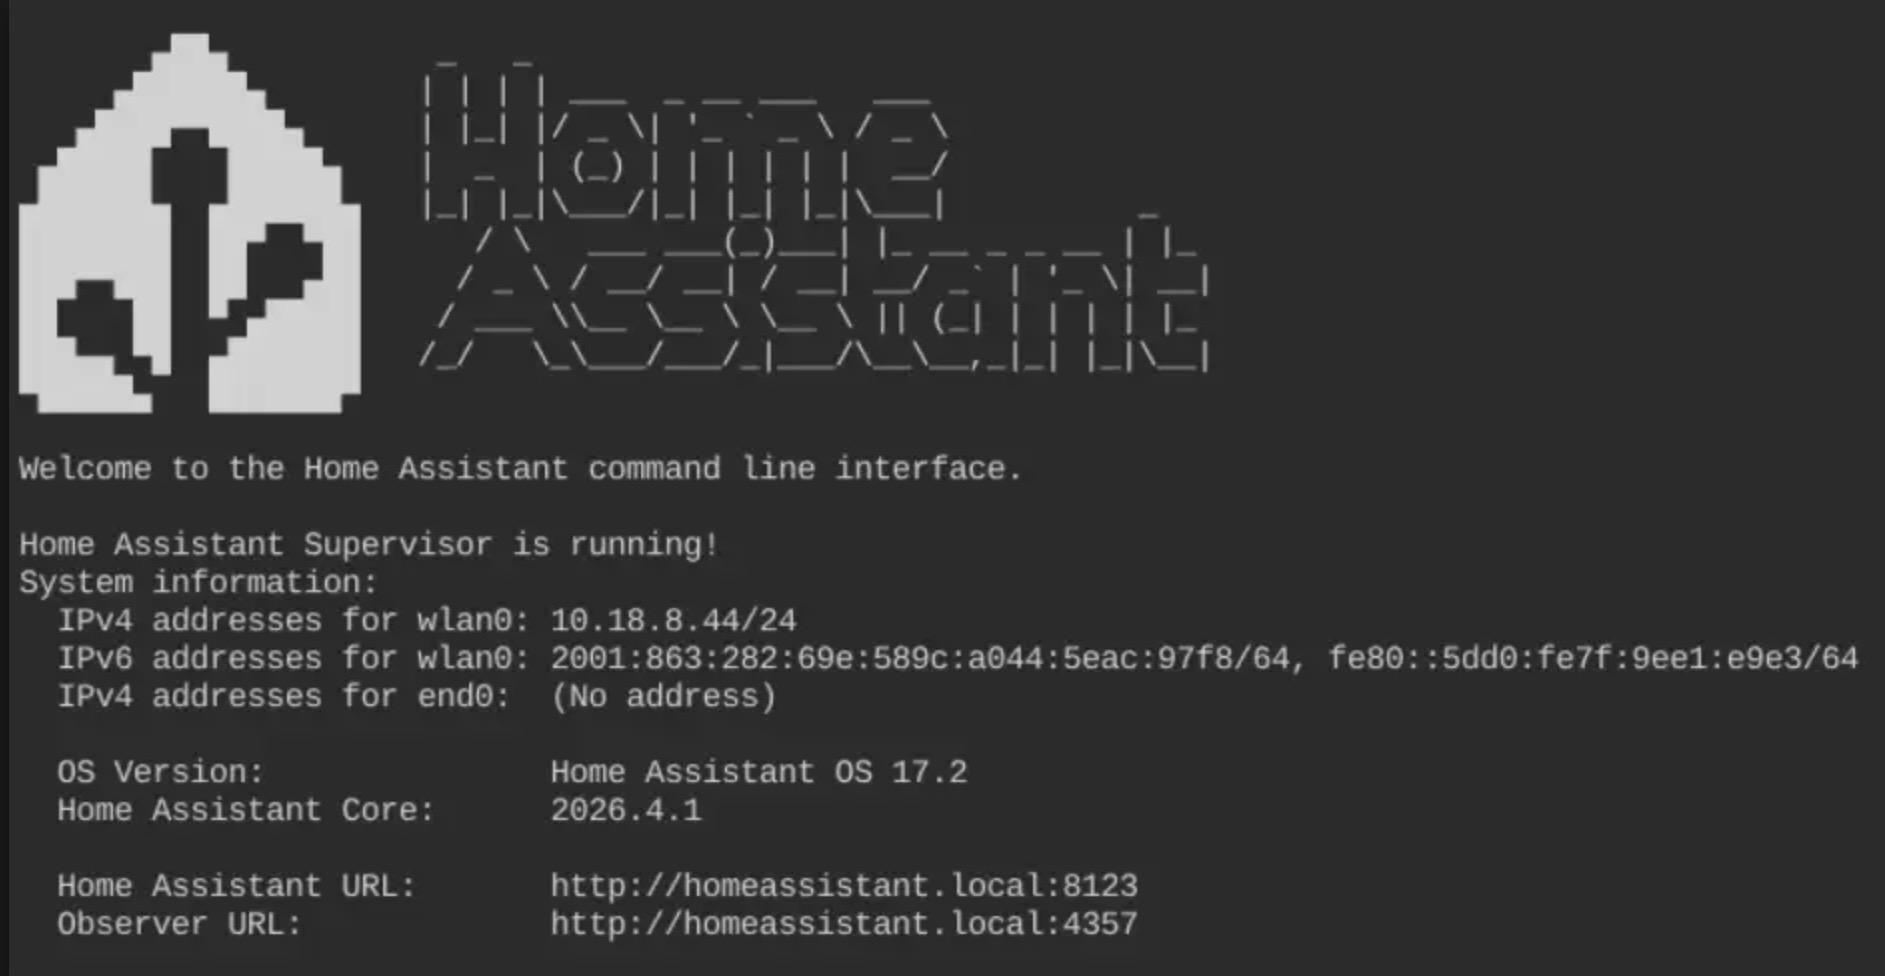 Home
Assistant
Welcome to the Home Assistant command line interface.
Home Assistant Supervisor is running!
System information:
IPv4 addresses for wlan0: 10.18.8.44/24
IPv6 addresses for wlan0: 2001:863:282:69e:589c:a044:5eac:97f8/64, fe80::5dd0:fe7f:9ee1:e9e3/64
IPv4 addresses for end0: (No address)
OS Version: Home Assistant OS 17.2
Home Assistant Core: 2026.4.1
Home Assistant URL: http://homeassistant.local:8123
Observer URL: http://homeassistant.local:4357